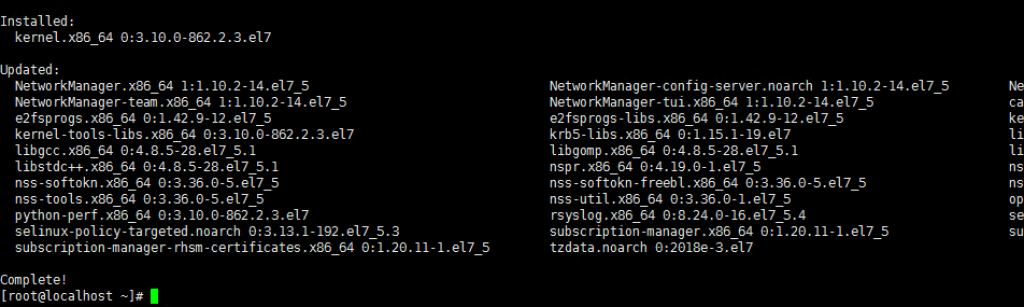 Installed:
kernel.x86_64 0:3.10.0-862.2.3.el7
Updated:
NetworkManager.x86_64 1:1.10.2-14.el7_5 NetworkManager-config-server.noarch 1:1.10.2-14.el7_5 Ne
NetworkManager-team.x86_64 1:1.10.2-14.el7_5 NetworkManager-tui.x86_64 1:1.10.2-14.el7_5 ca
e2fsprogs.x86_64 0:1.42.9-12.el7_5 e2fsprogs-libs.x86_64 0:1.42.9-12.el7_5 ke
kernel-tools-libs.x86_64 0:3.10.0-862.2.3.el7 krb5-libs.x86_64 0:1.15.1-19.el7 li
libgcc.x86_64 0:4.8.5-28.el7_5.1 libgomp.x86_64 0:4.8.5-28.el7_5.1 li
libstdc++.x86_64 0:4.8.5-28.el7_5.1 nspr.x86_64 0:4.19.0-1.el7_5 ns
nss-softokn.x86_64 0:3.36.0-5.el7_5 nss-softokn-freebl.x86_64 0:3.36.0-5.el7_5 ns
nss-tools.x86_64 0:3.36.0-5.el7_5 nss-util.x86_64 0:3.36.0-1.el7_5 op
python-perf.x86_64 0:3.10.0-862.2.3.el7 rsyslog.x86_64 0:8.24.0-16.el7_5.4 se
selinux-policy-targeted.noarch 0:3.13.1-192.el7_5.3 subscription-manager.x86_64 0:1.20.11-1.el7_5 su
subscription-manager-rhsm-certificates.x86_64 0:1.20.11-1.el7_5 tzdata.noarch 0:2018e-3.el7
Complete!
[root@localhost ~]#